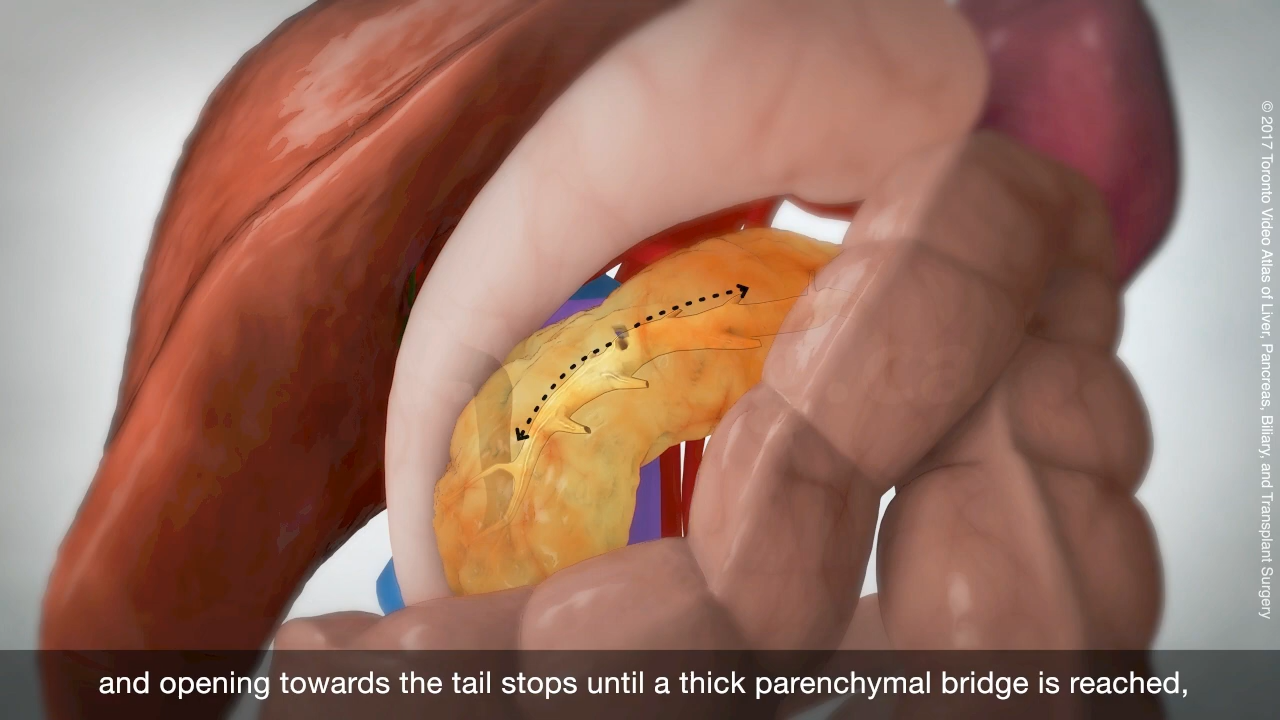 and opening towards the tail stops until a thick parenchymal bridge is reached,
© 2017 Toronto Video Atlas of Liver, Pancreas, Biliary, and Transplant Surgery